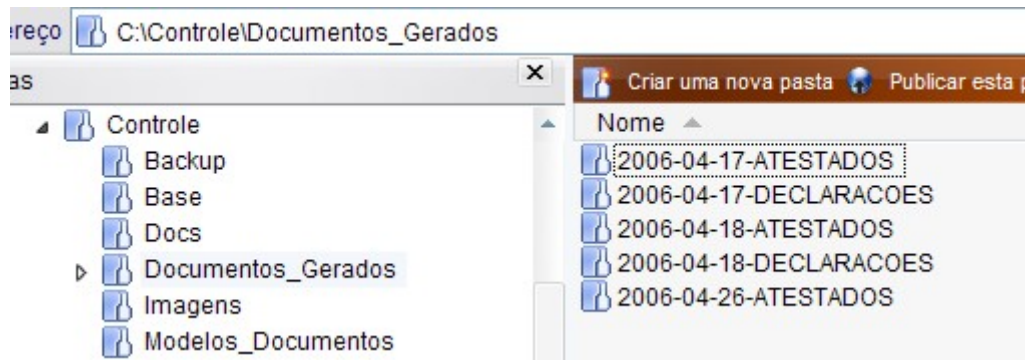 ereço C:\Controle\Documentos_Gerados
as
Controle
Backup
Base
Docs
Documentos_Gerados
Imagens
Modelos_Documentos
Criar uma nova pasta Publicar esta p
Nome
2006-04-17-ATESTADOS
2006-04-17-DECLARACOES
2006-04-18-ATESTADOS
2006-04-18-DECLARACOES
2006-04-26-ATESTADOS